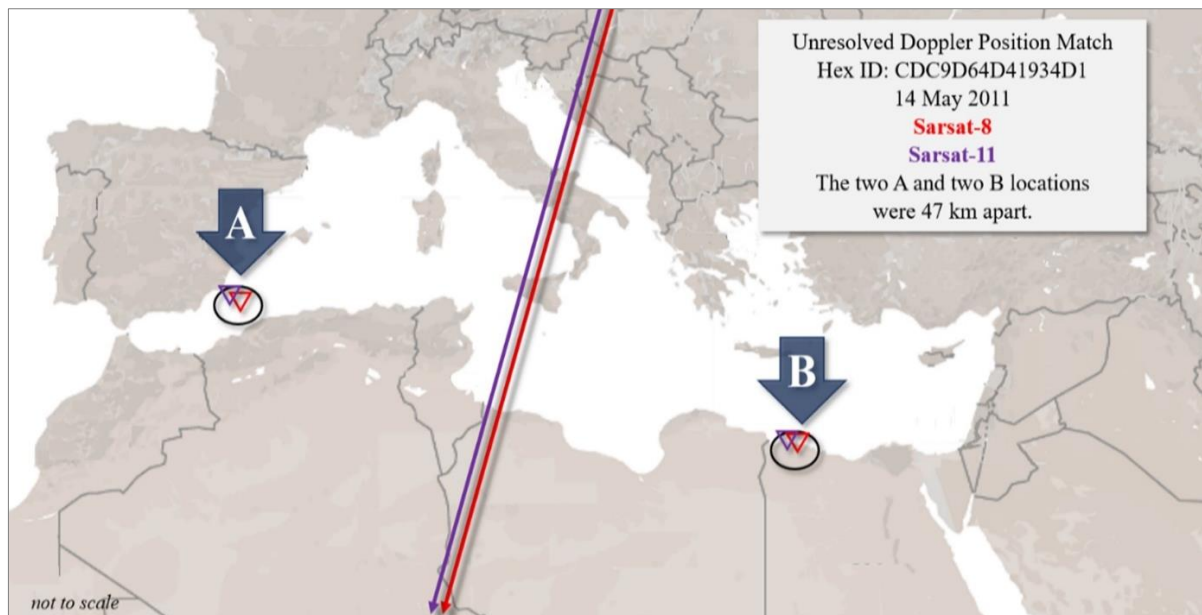 Unresolved Doppler Position Match
Hex ID: CDC9D64D41934D1
14 May 2011
Sarsat-8
Sarsat-11
The two A and two B locations
were 47 km apart.
A
B
not to scale